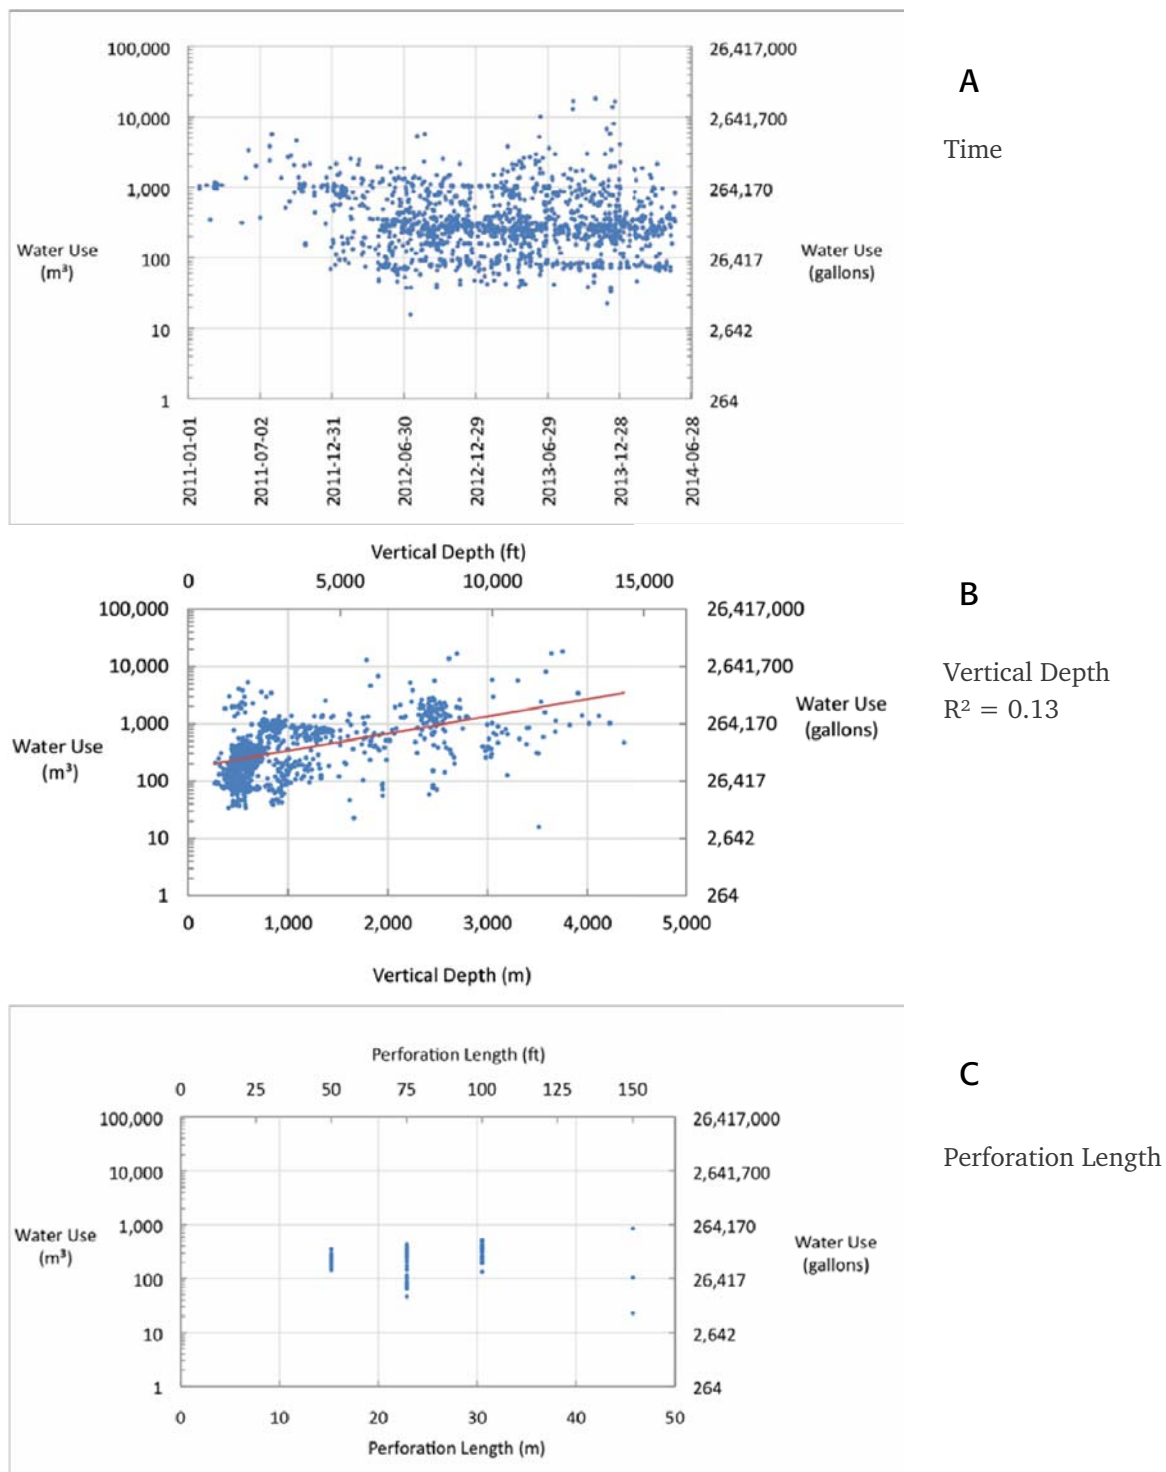 100,000
26,417,000
10,000
2,641,700
1,000
264,170
Water Use
(m³)
100
26,417
Water Use
(gallons)
10
2,642
1
264
2011-01-01
2011-07-02
2011-12-31
2012-06-30
2012-12-29
2013-06-29
2013-12-28
2014-06-28
A
Time
Vertical Depth (ft)
0 5,000 10,000 15,000
100,000
26,417,000
10,000
2,641,700
1,000
264,170
Water Use
(m³)
Water Use
(gallons)
100
26,417
10
2,642
1
264
0 1,000 2,000 3,000 4,000 5,000
Vertical Depth (m)
B
Vertical Depth
R² = 0.13
Perforation Length (ft)
0 25 50 75 100 125 150
100,000
26,417,000
10,000
2,641,700
1,000
264,170
Water Use
(m³)
Water Use
(gallons)
100
26,417
10
2,642
1
264
0 10 20 30 40 50
Perforation Length (m)
C
Perforation Length